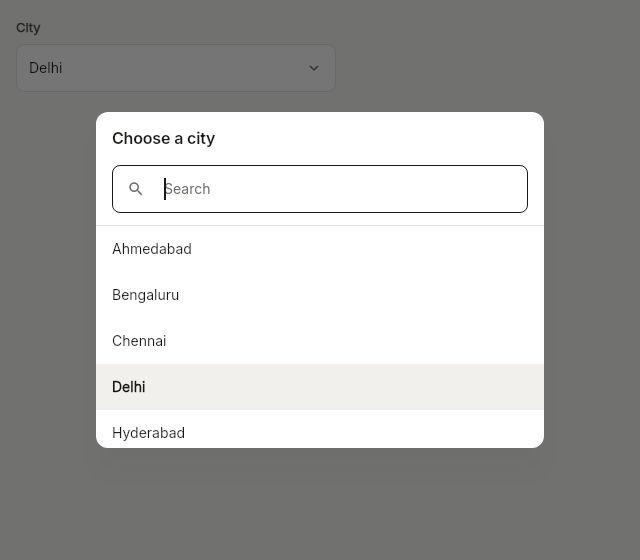 City
Delhi
Choose a city
Search
Ahmedabad
Bengaluru
Chennai
Delhi
Hyderabad